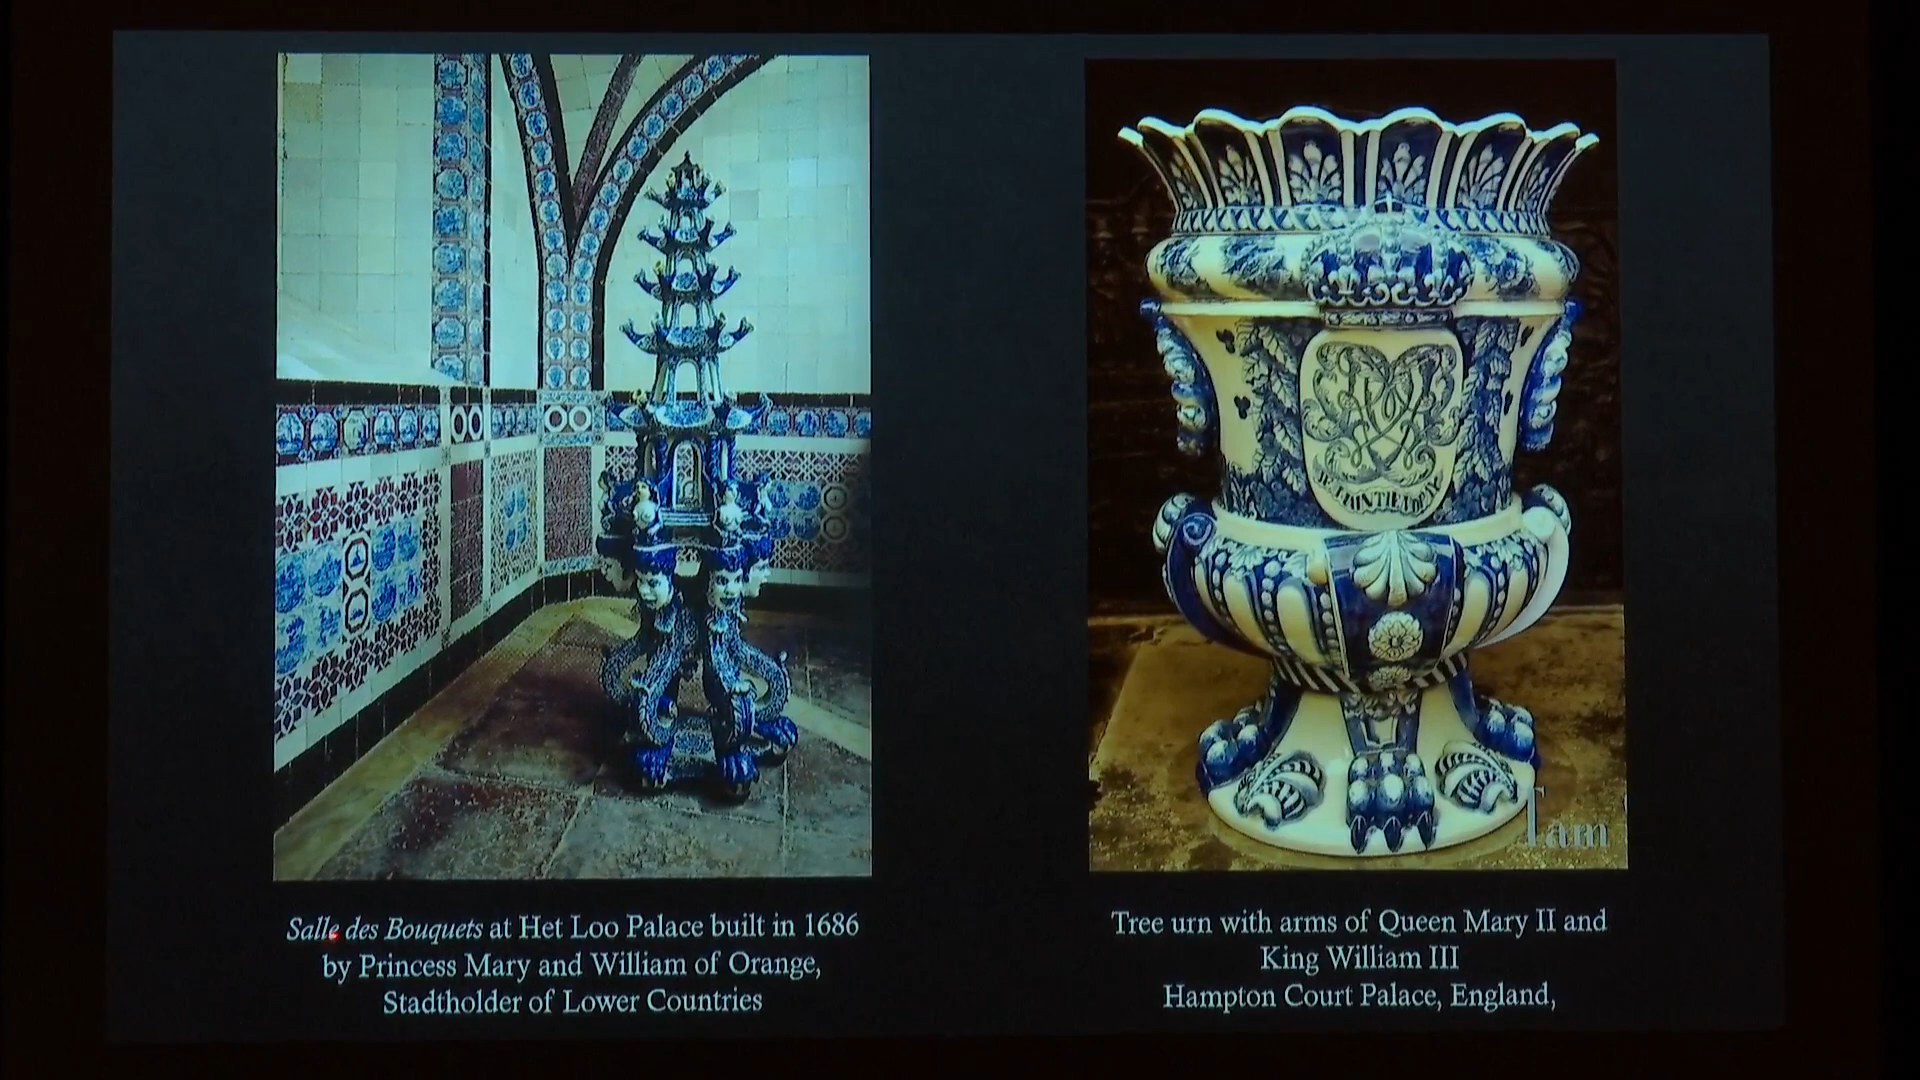 Salle des Bouquets at Het Loo Palace built in 1686
by Princess Mary and William of Orange,
Stadtholder of Lower Countries
Tam
Tree urn with arms of Queen Mary II and
King William III
Hampton Court Palace, England,